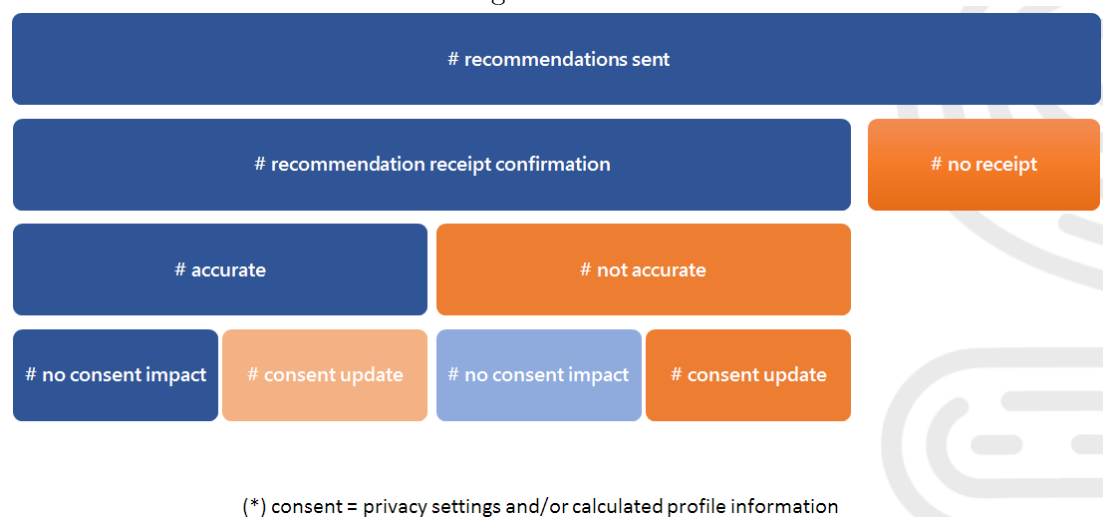 # recommendations sent
# recommendation receipt confirmation
# no receipt
# accurate
# not accurate
# no consent impact
# consent update
# no consent impact
# consent update
(*) consent = privacy settings and/or calculated profile information